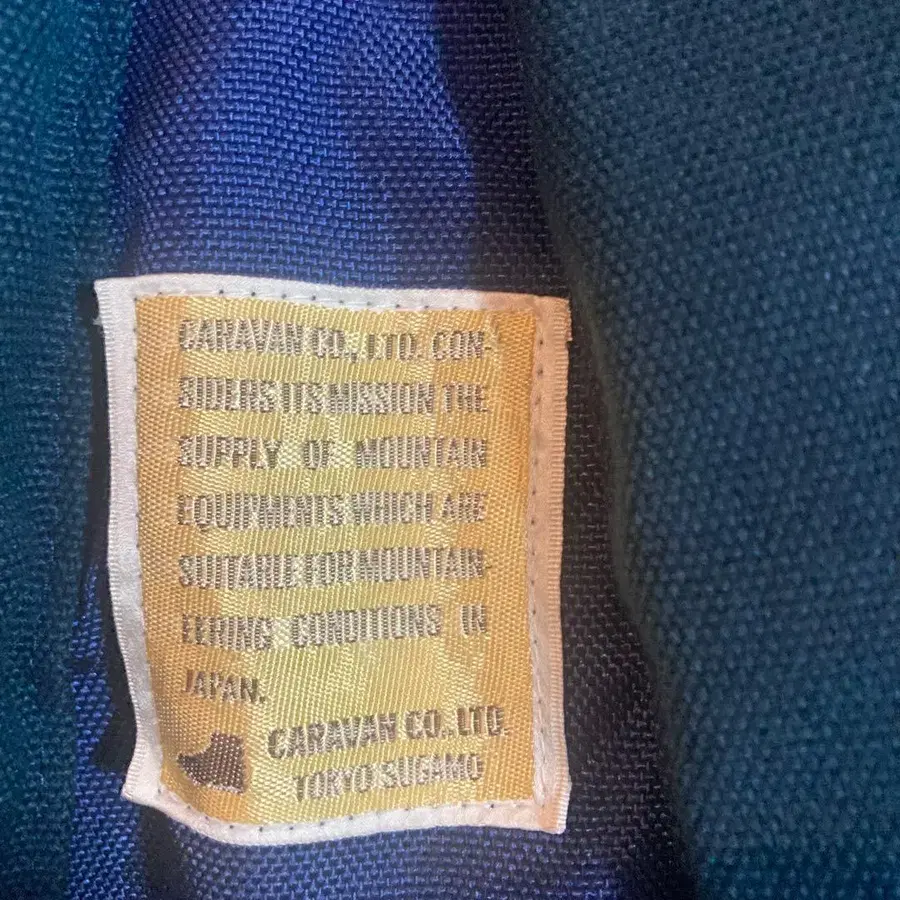 CARAVAN CO., LTD. CON-
SIDERS ITS MISSION THE
SUPPLY OF MOUNTAIN
EQUIPMENTS WHICH ARE
SUITABLE FOR MOUNTAIN-
EERING CONDITIONS IN
JAPAN.
CARAVAN CO., LTD.
TOKYO SUGAMO